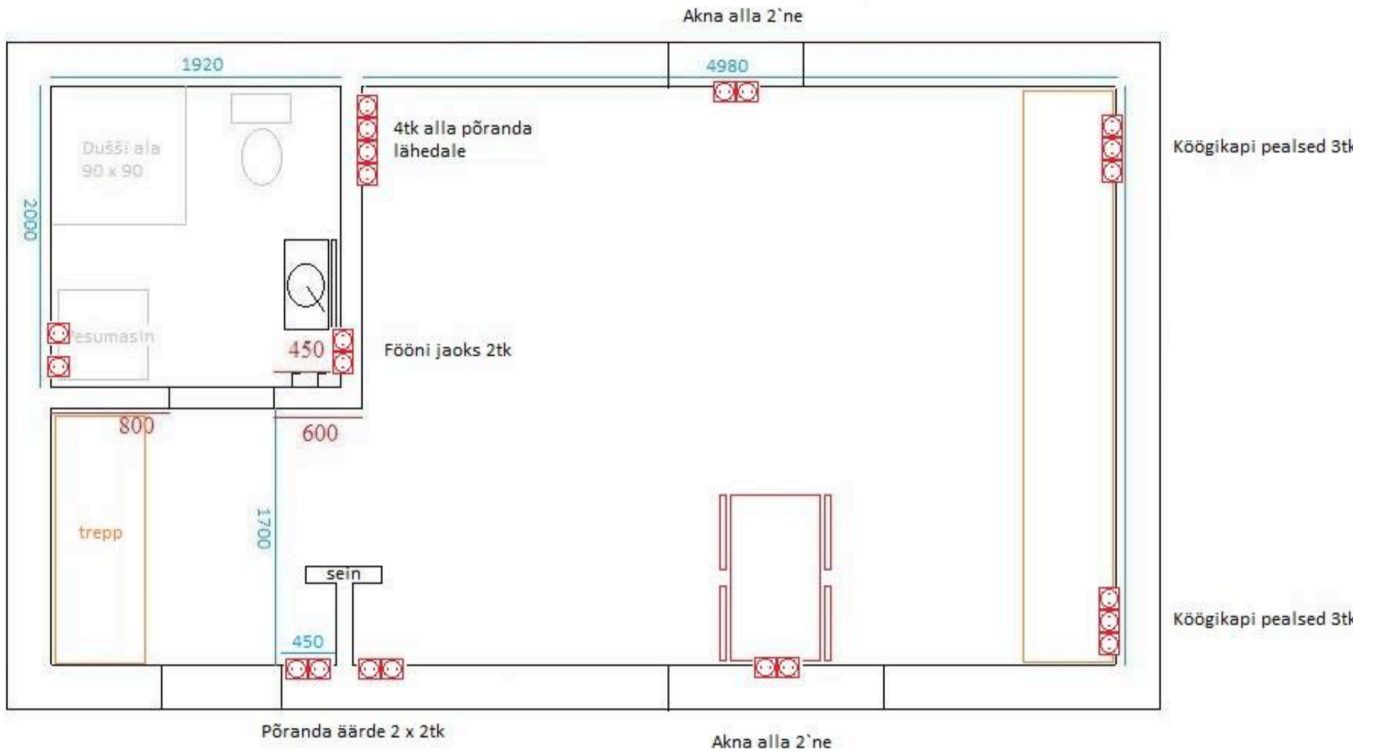 Akna alla 2`ne
1920
4980
4tk alla põranda
lähedale
Dušši ala
90 x 90
Köögikapi pealsed 3tk
2000
esumasin
450
Fööni jaoks 2tk
800
600
trepp
1700
sein
450
Köögikapi pealsed 3tk
Põranda äärde 2 x 2tk
Akna alla 2`ne